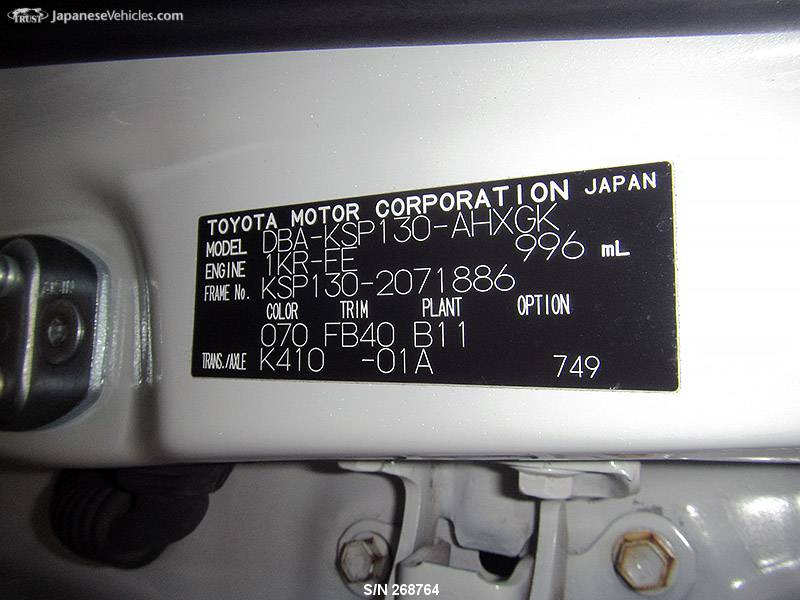 TRUST JapaneseVehicles.com
TOYOTA MOTOR CORPORATION JAPAN
MODEL DBA-KSP130-AHXGK
ENGINE 1KR-FE 996 mL
FRAME No. KSP130-2071886
COLOR TRIM PLANT OPTION
070 FB40 B11
TRANS./AXLE K410 -01A 749
S/N 268764